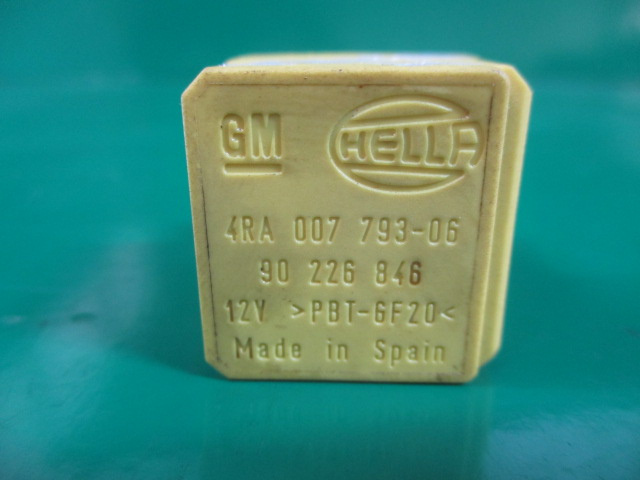 GM HELLA
4RA 007 793-06
90 226 846
12V >PBT-GF20<
Made in Spain